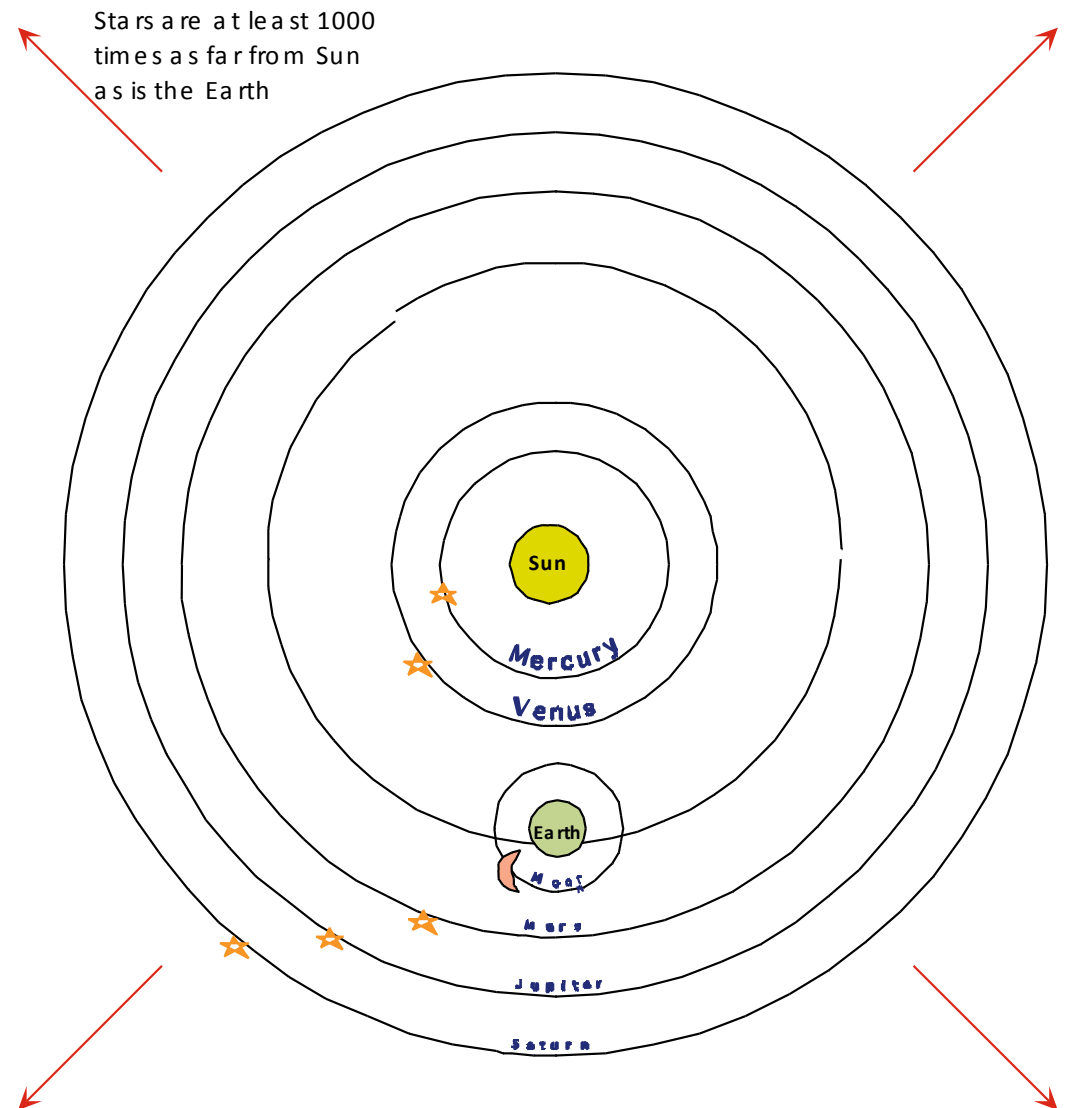 Stars are at least 1000
times as far from Sun
as is the Earth
Sun
Mercury
Venus
Earth
Moon
Mars
Jupiter
Saturn